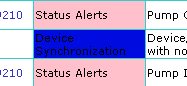 0210 Status Alerts Pump C
Device Synchronization Device, with no
0210 Status Alerts Pump I